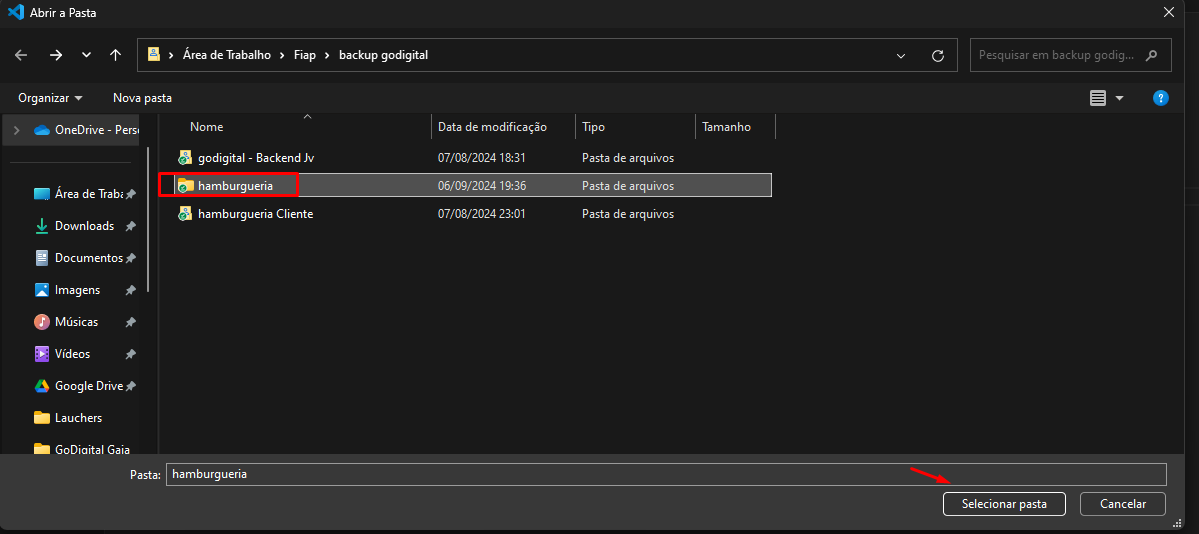 Abrir a Pasta
Área de Trabalho > Fiap > backup godigital
Pesquisar em backup godig...
Organizar
Nova pasta
OneDrive - Perso
Área de Traba
Downloads
Documentos
Imagens
Músicas
Vídeos
Google Drive
Lauchers
GoDigital Gaia
Nome Data de modificação Tipo Tamanho
godigital - Backend Jv 07/08/2024 18:31 Pasta de arquivos
hamburgueria 06/09/2024 19:36 Pasta de arquivos
hamburgueria Cliente 07/08/2024 23:01 Pasta de arquivos
Pasta: hamburgueria
Selecionar pasta
Cancelar